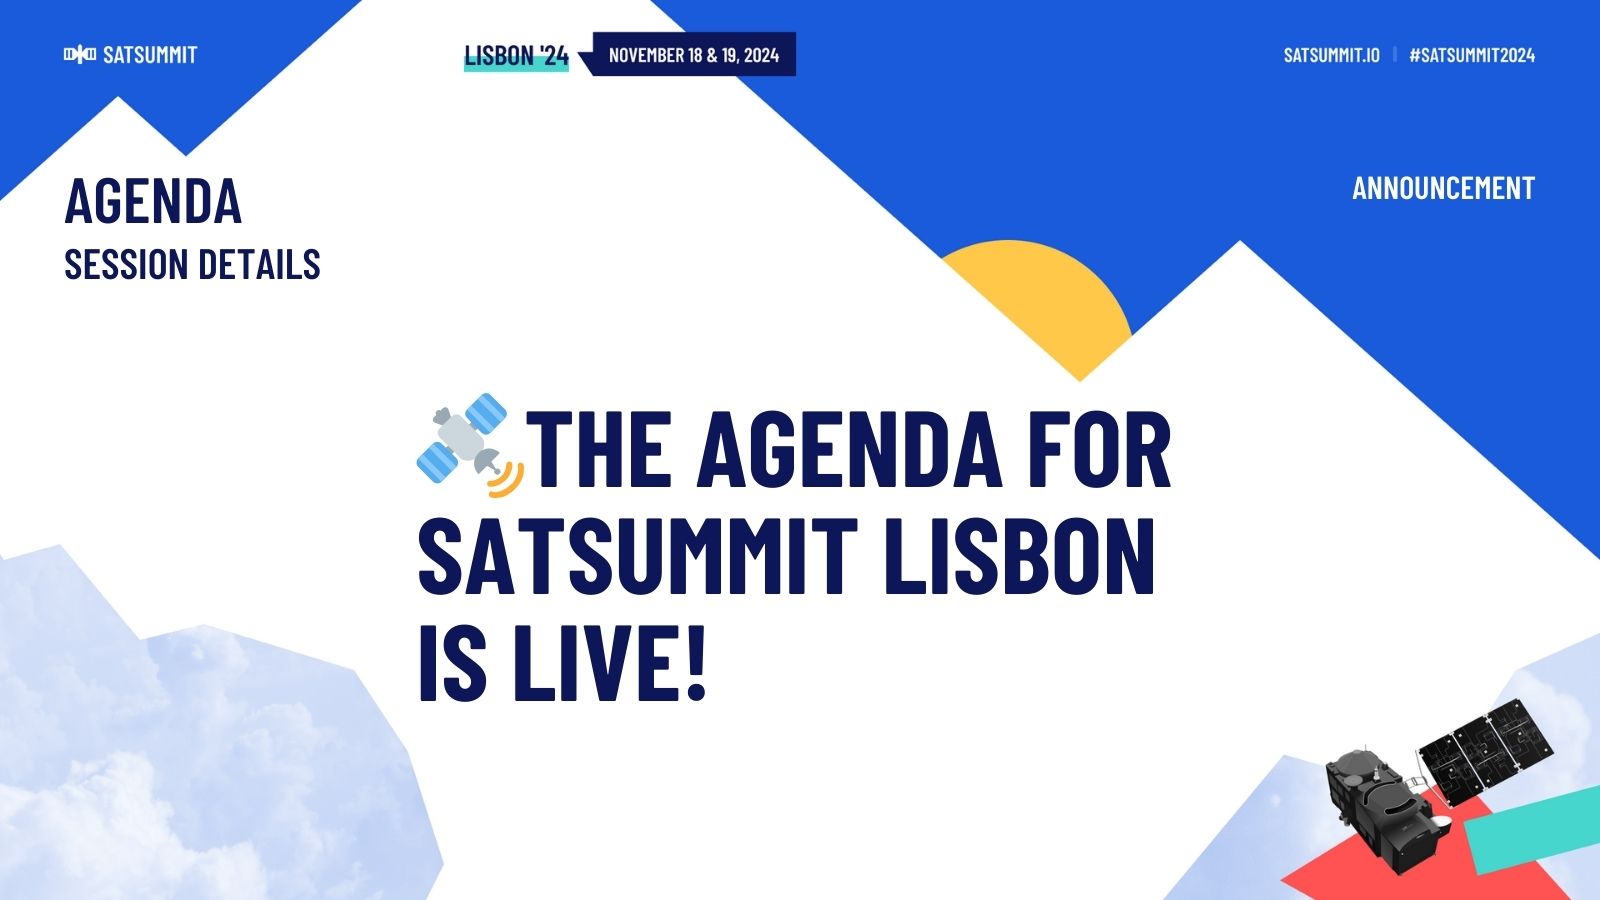 SATSUMMIT
LISBON '24
NOVEMBER 18 & 19, 2024
SATSUMMIT.IO
#SATSUMMIT2024
AGENDA
SESSION DETAILS
ANNOUNCEMENT
THE AGENDA FOR
SATSUMMIT LISBON
IS LIVE!